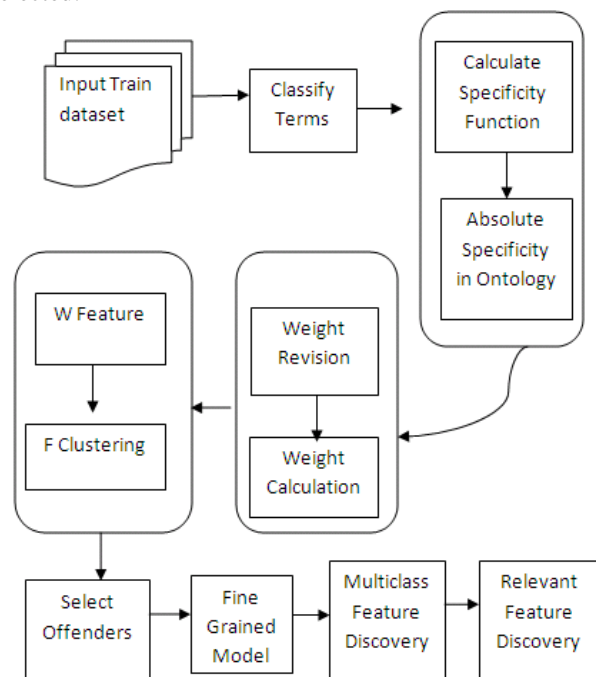 Input Train
dataset
Classify
Terms
Calculate
Specificity
Function
Absolute
Specificity
in Ontology
W Feature
F Clustering
Weight
Revision
Weight
Calculation
Select
Offenders
Fine
Grained
Model
Multiclass
Feature
Discovery
Relevant
Feature
Discovery